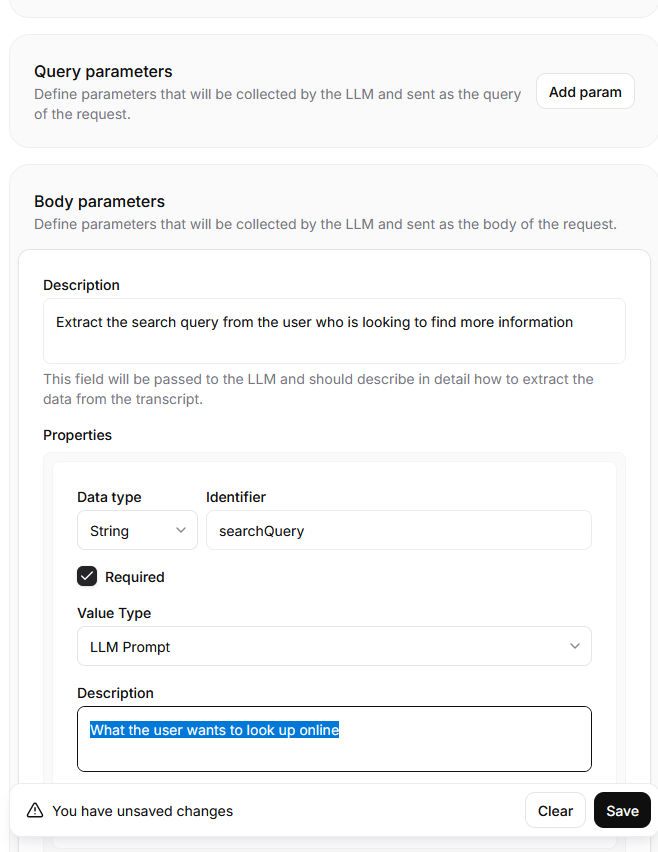 Query parameters
Define parameters that will be collected by the LLM and sent as the query
of the request.
Add param
Body parameters
Define parameters that will be collected by the LLM and sent as the body of the request.
Description
Extract the search query from the user who is looking to find more information
This field will be passed to the LLM and should describe in detail how to extract the
data from the transcript.
Properties
Data type
Identifier
String
searchQuery
Required
Value Type
LLM Prompt
Description
What the user wants to look up online
You have unsaved changes
Clear
Save